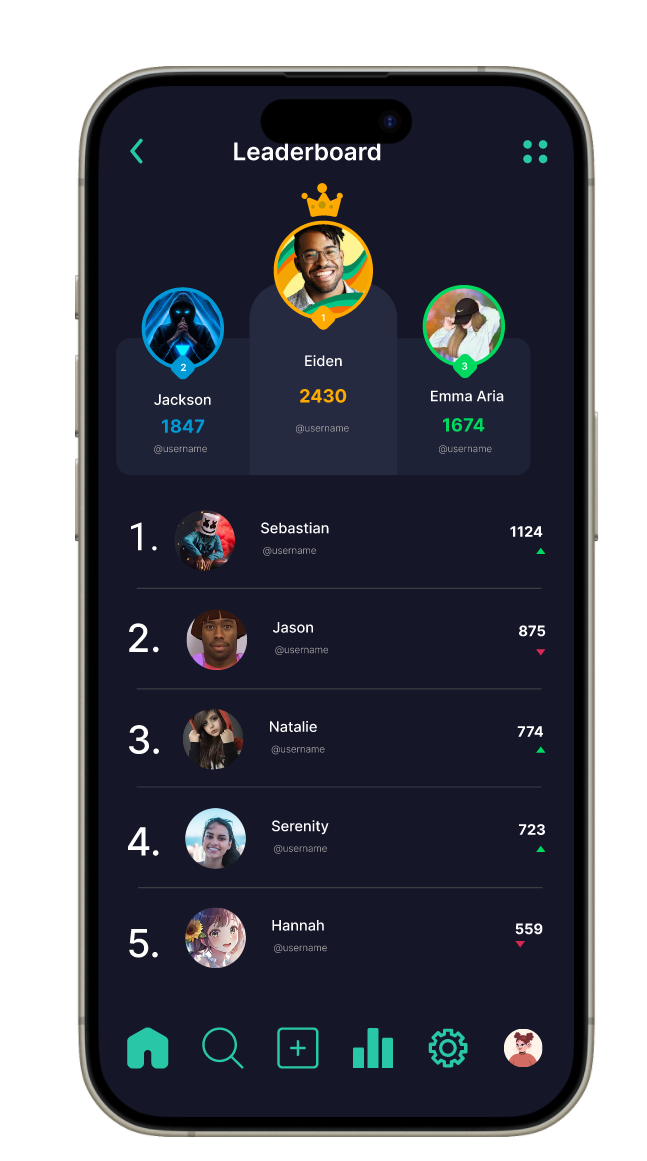 Leaderboard
1
2
3
Eiden
2430
@username
Jackson
1847
@username
Emma Aria
1674
@username
1.
Sebastian
1124
@username
2.
Jason
875
@username
3.
Natalie
774
@username
4.
Serenity
723
@username
5.
Hannah
559
@username